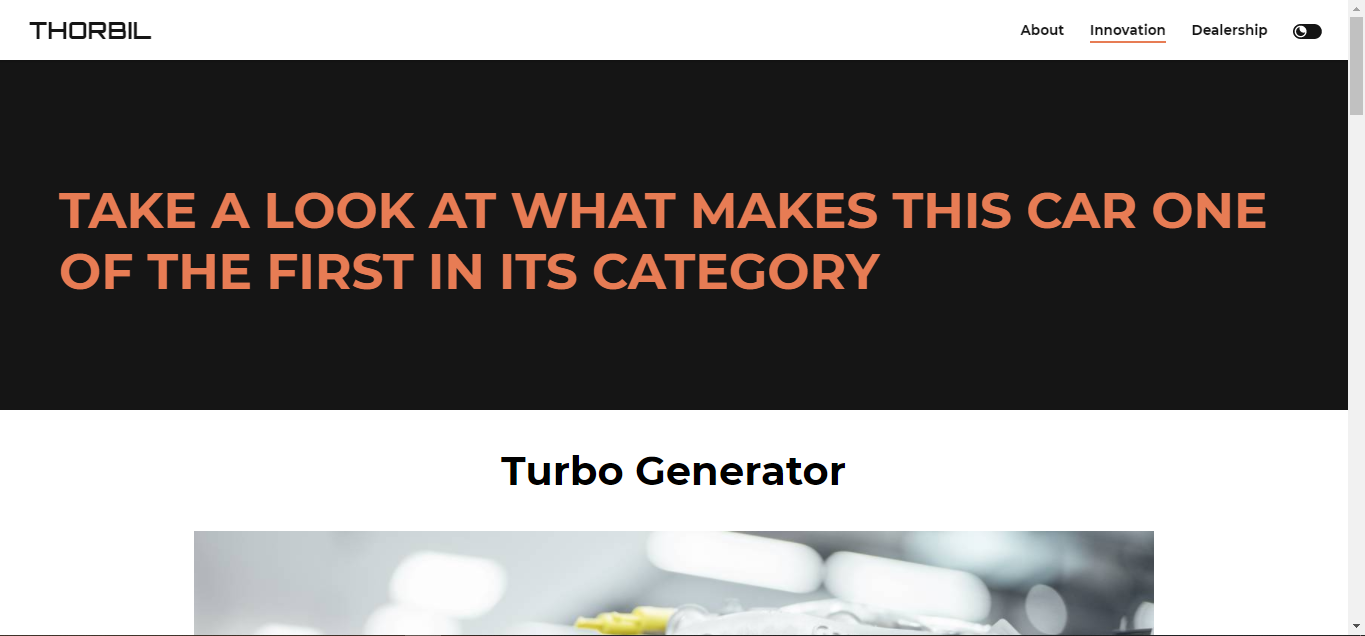 THORBIL
About Innovation Dealership
TAKE A LOOK AT WHAT MAKES THIS CAR ONE
OF THE FIRST IN ITS CATEGORY
Turbo Generator